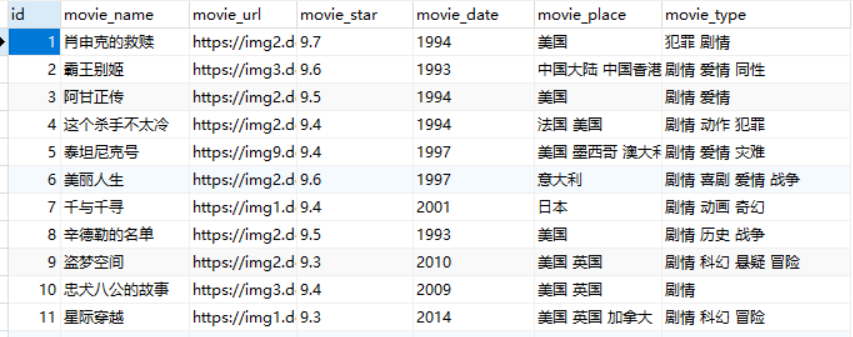 id movie_name movie_url movie_star movie_date movie_place movie_type
1 肖申克的救赎 https://img2.d 9.7 1994 美国 犯罪 剧情
2 霸王别姬 https://img3.d 9.6 1993 中国大陆 中国香港 剧情 爱情 同性
3 阿甘正传 https://img2.d 9.5 1994 美国 剧情 爱情
4 这个杀手不太冷 https://img2.d 9.4 1994 法国 美国 剧情 动作 犯罪
5 泰坦尼克号 https://img9.d 9.4 1997 美国 墨西哥 澳大利 剧情 爱情 灾难
6 美丽人生 https://img2.d 9.6 1997 意大利 剧情 喜剧 爱情 战争
7 千与千寻 https://img1.d 9.4 2001 日本 剧情 动画 奇幻
8 辛德勒的名单 https://img2.d 9.5 1993 美国 剧情 历史 战争
9 盗梦空间 https://img2.d 9.3 2010 美国 英国 剧情 科幻 悬疑 冒险
10 忠犬八公的故事 https://img3.d 9.4 2009 美国 英国 剧情
11 星际穿越 https://img1.d 9.3 2014 美国 英国 加拿大 剧情 科幻 冒险